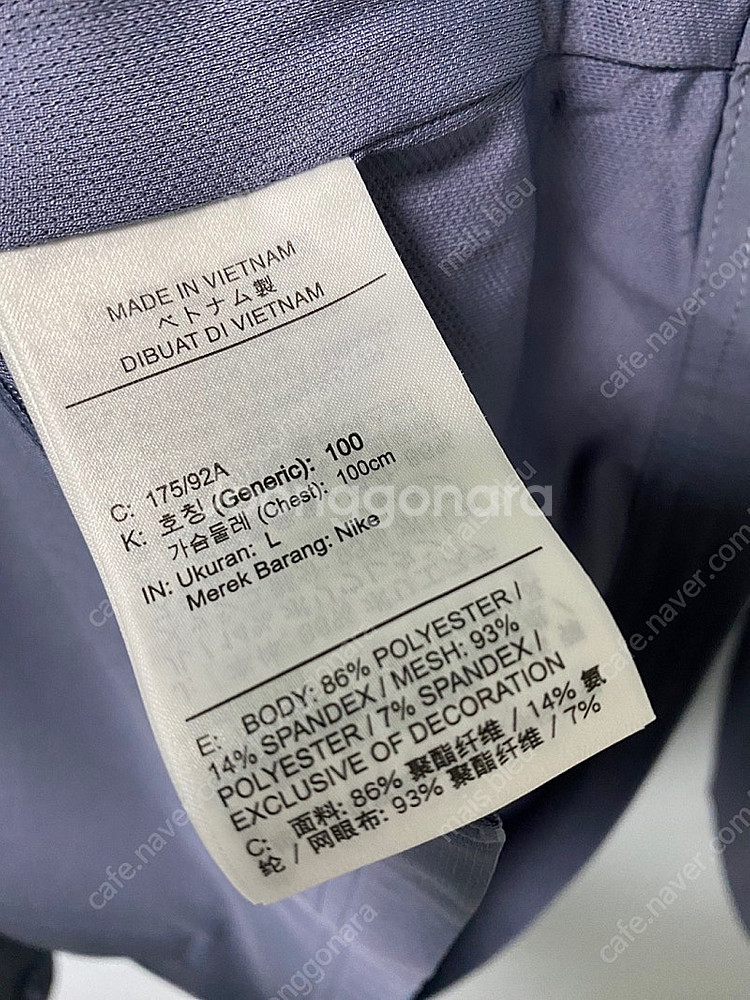 MADE IN VIETNAM
ベトナム製
DIBUAT DI VIETNAM
C: 175/92A
K: 호칭 (Generic): 100
가슴둘레 (Chest): 100cm
IN: Ukuran: L
Merek Barang: Nike
E: BODY: 86% POLYESTER /
14% SPANDEX / MESH: 93%
POLYESTER / 7% SPANDEX /
EXCLUSIVE OF DECORATION
C: 面料: 86% 聚酯纤维 / 14% 氨
纶 / 网眼布: 93% 聚酯纤维 / 7%
mais bleu
cafe.naver.com